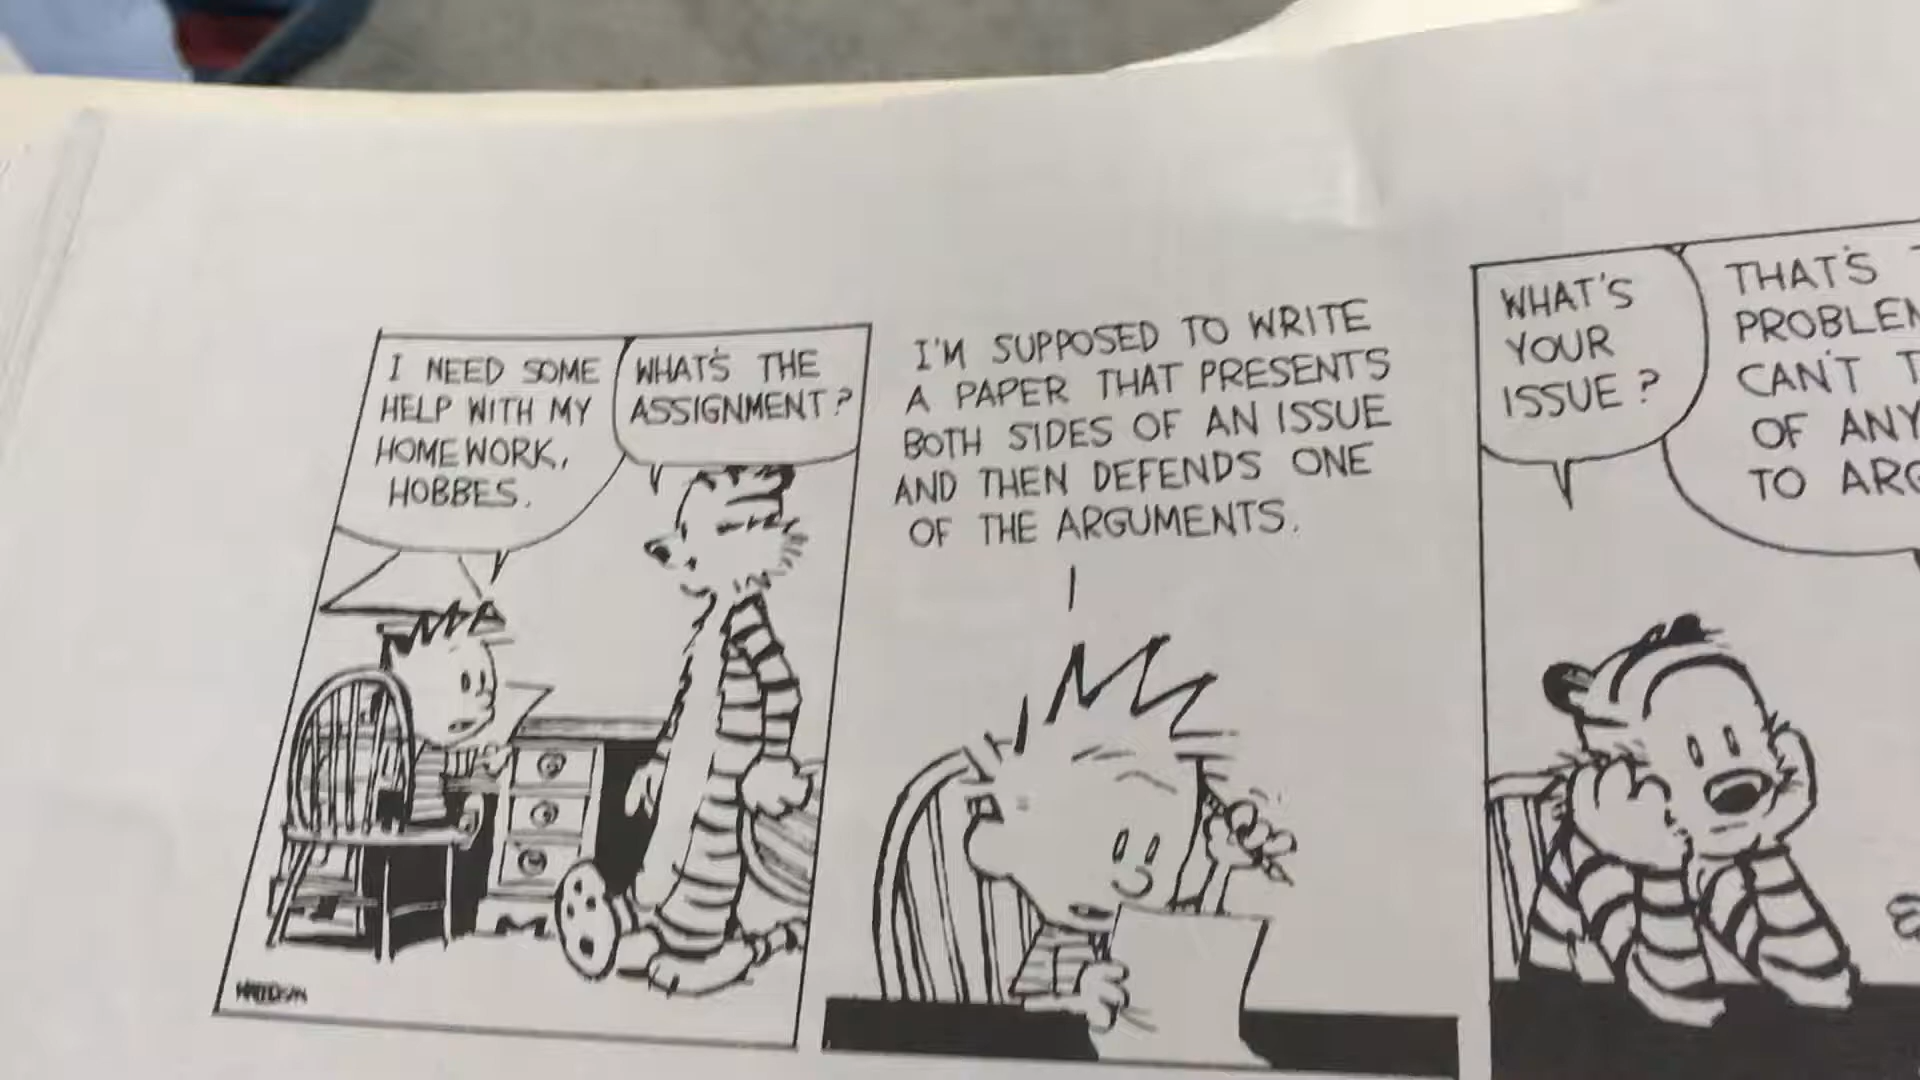 I NEED SOME
HELP WITH MY
HOMEWORK,
HOBBES.
WHAT'S THE
ASSIGNMENT?
I'M SUPPOSED TO WRITE
A PAPER THAT PRESENTS
BOTH SIDES OF AN ISSUE
AND THEN DEFENDS ONE
OF THE ARGUMENTS.
WHAT'S
YOUR
ISSUE?
THAT'S
CAN'T
OF ANY
TO